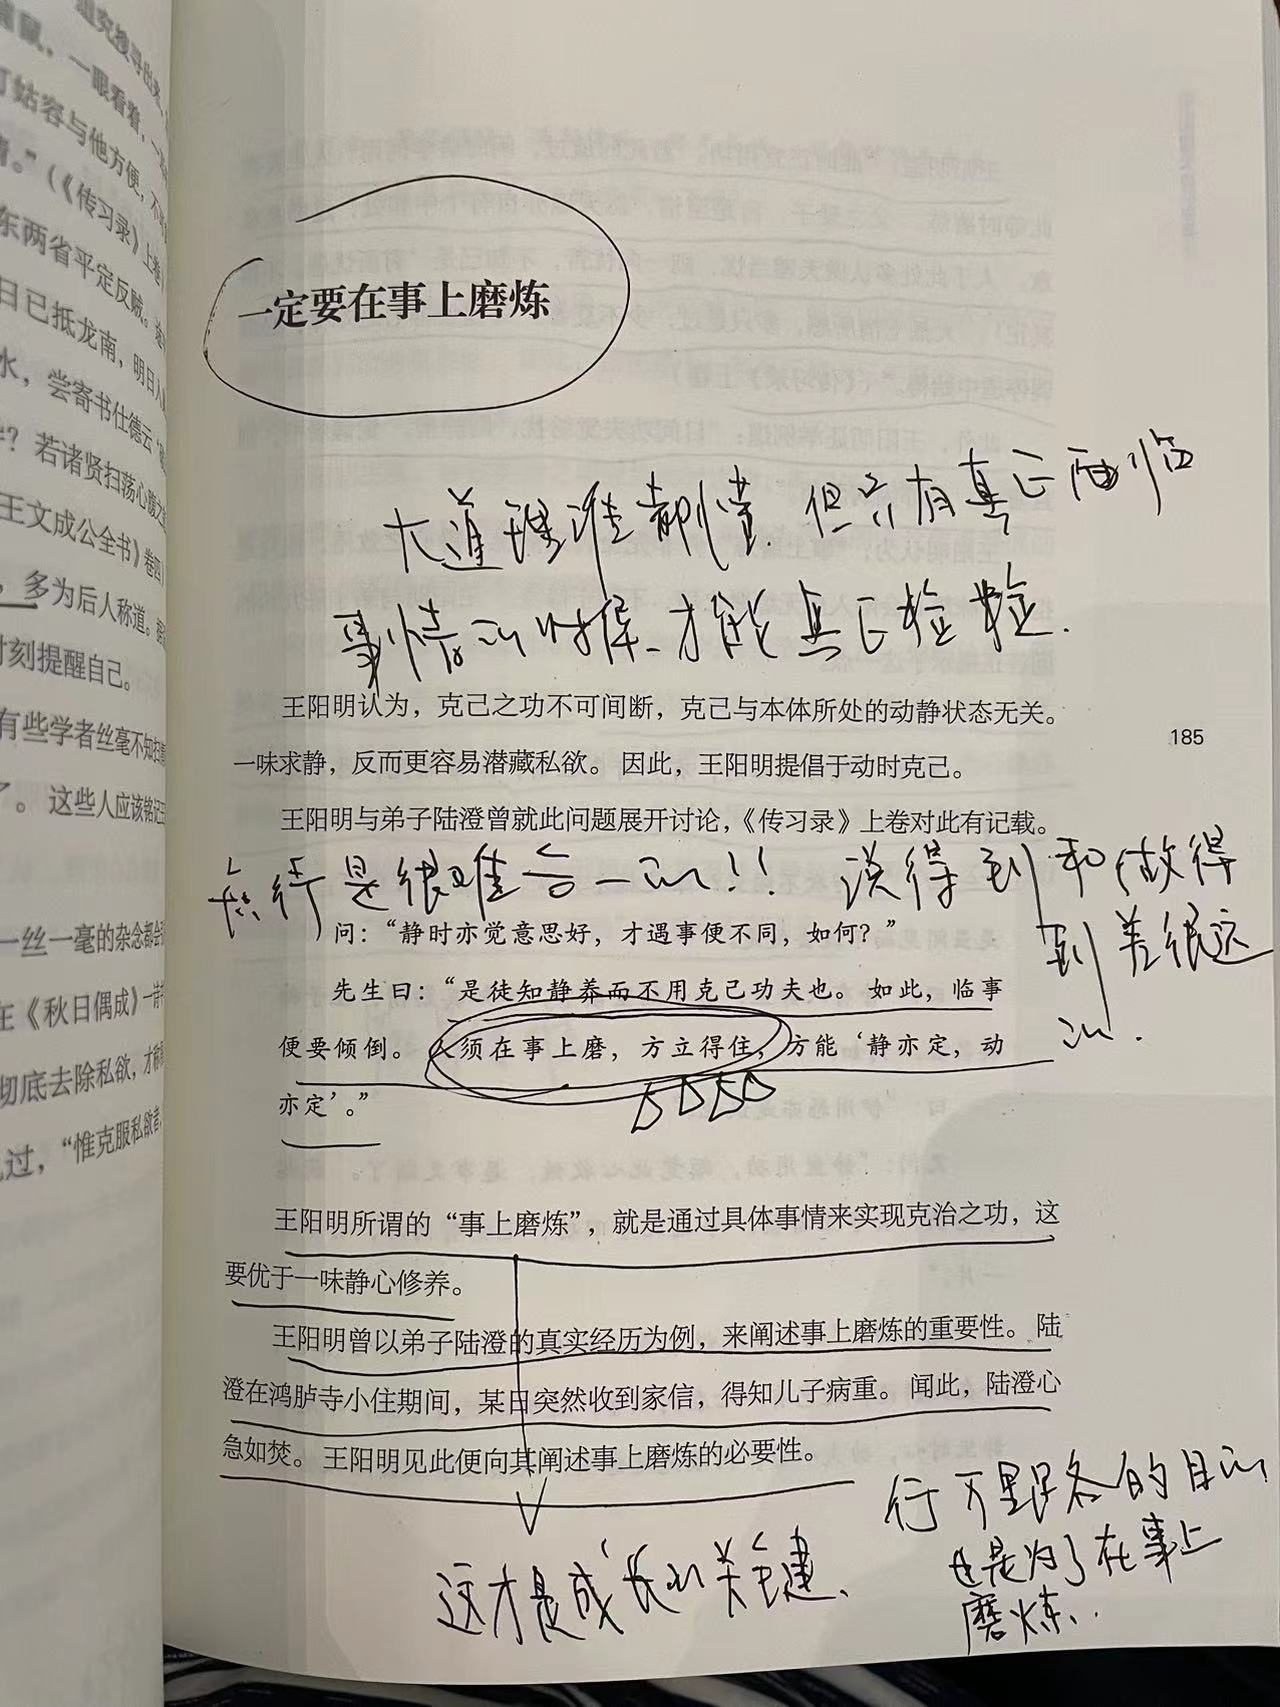 究搜寻出来
鼠，一眼看着，一
姑容与他方便，不
”（《传习录》上卷
东两省平定反贼。
日已抵龙南，明日
水，尝寄书仕德云
？若诸贤扫荡心腹之
王文成公全书》卷四
，多为后人称道。
时刻提醒自己。
有些学者丝毫不知
了。这些人应该铭记
一丝一毫的杂念都会
在《秋日偶成》一
彻底去除私欲，才
过，“惟克服私欲者
一定要在事上磨炼
大道理谁都懂.但只有真正面临
事情的时候.才能真正检验.
王阳明认为，克己之功不可间断，克己与本体所处的动静状态无关。
一味求静，反而更容易潜藏私欲。因此，王阳明提倡于动时克己。
185
王阳明与弟子陆澄曾就此问题展开讨论，《传习录》上卷对此有记载。
知行是很难合一的!! 说得到和做得
到差很远
的.
问：“静时亦觉意思好，才遇事便不同，如何？”
先生曰：“是徒知静养而不用克己功夫也。如此，临事
便要倾倒。人须在事上磨，方立得住，方能‘静亦定，动
亦定’。”
王阳明所谓的“事上磨炼”，就是通过具体事情来实现克治之功，这
要优于一味静心修养。
王阳明曾以弟子陆澄的真实经历为例，来阐述事上磨炼的重要性。陆
澄在鸿胪寺小住期间，某日突然收到家信，得知儿子病重。闻此，陆澄心
急如焚。王阳明见此便向其阐述事上磨炼的必要性。
这才是成长的关键.
行万里路的目的
也是为了在事上
磨炼..